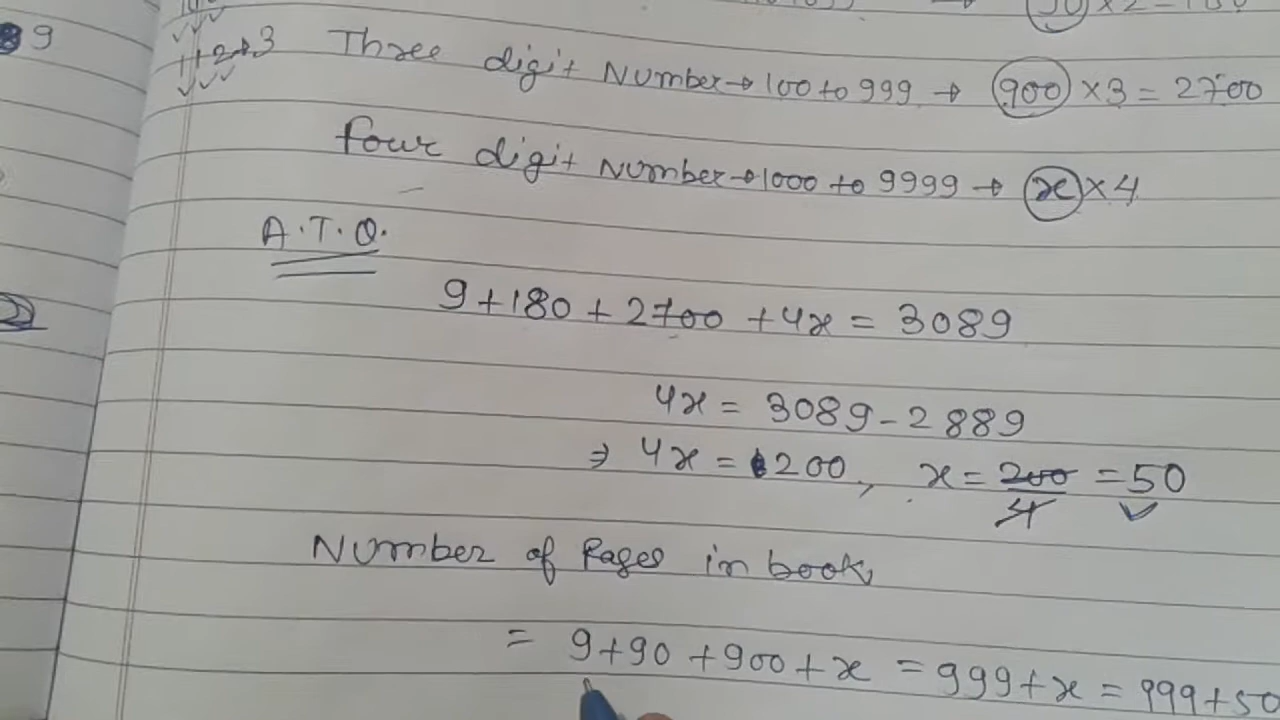 9
1+2+3 Three digit Number→100 to 999 → 900 ×3 = 2700
four digit Number→1000 to 9999 → x ×4
A.T.Q.
9+180+2700+4x = 3089
4x = 3089-2889
⇒ 4x = 200, x = 200/4 = 50
Number of Pages in book,
= 9+90+900+x = 999+x = 999+50